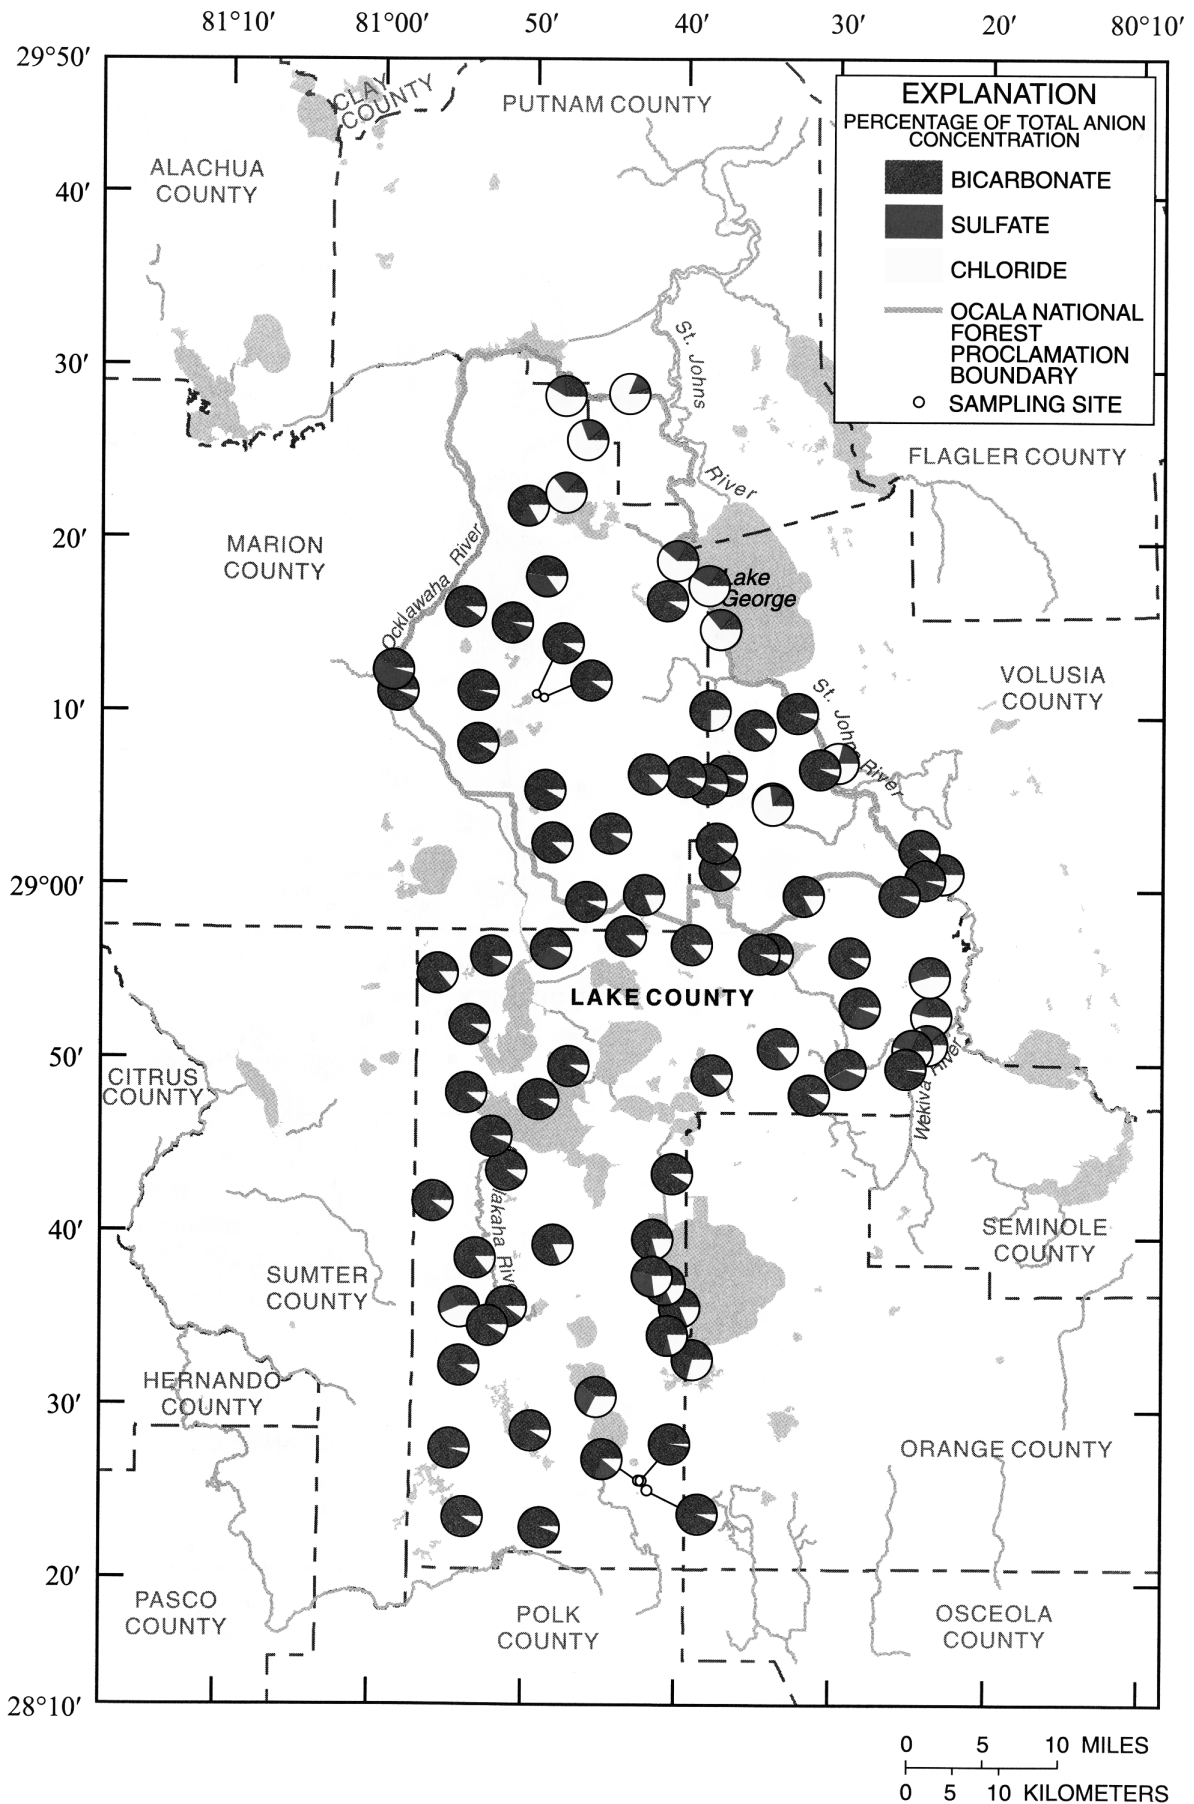 81°10′ 81°00′ 50′ 40′ 30′ 20′ 80°10′
29°50′
40′
30′
20′
10′
29°00′
50′
40′
30′
20′
28°10′
EXPLANATION
PERCENTAGE OF TOTAL ANION
CONCENTRATION
BICARBONATE
SULFATE
CHLORIDE
OCALA NATIONAL
FOREST
PROCLAMATION
BOUNDARY
SAMPLING SITE
CLAY
COUNTY
PUTNAM COUNTY
ALACHUA
COUNTY
St. Johns
River
FLAGLER COUNTY
MARION
COUNTY
Ocklawaha River
Lake
George
VOLUSIA
COUNTY
St. Johns River
LAKE COUNTY
CITRUS
COUNTY
Wekiva River
SEMINOLE
COUNTY
SUMTER
COUNTY
HERNANDO
COUNTY
ORANGE COUNTY
PASCO
COUNTY
POLK
COUNTY
OSCEOLA
COUNTY
0 5 10 MILES
0 5 10 KILOMETERS